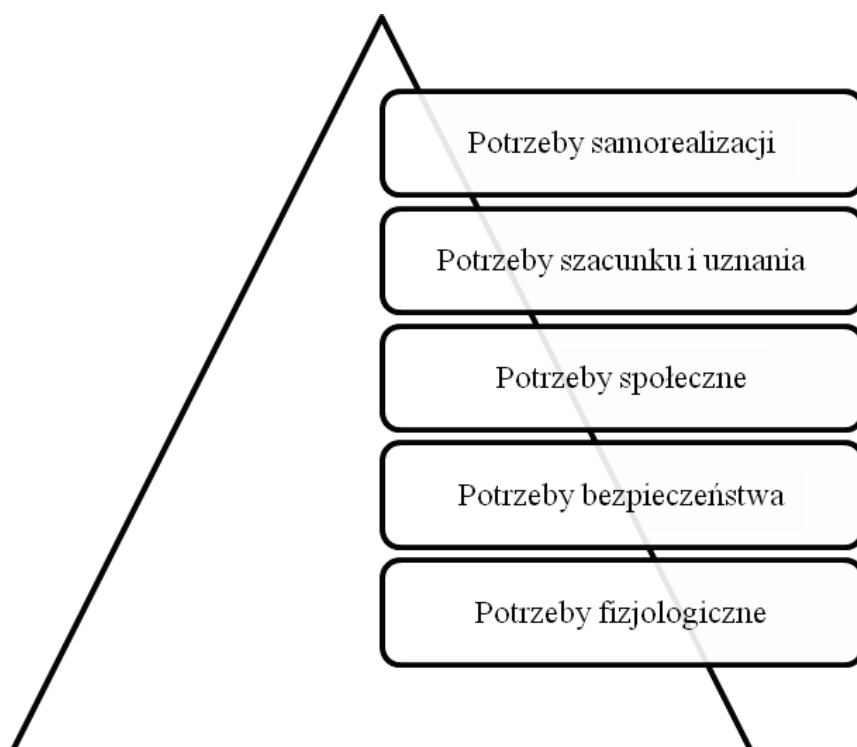 Potrzeby samorealizacji
Potrzeby szacunku i uznania
Potrzeby społeczne
Potrzeby bezpieczeństwa
Potrzeby fizjologiczne